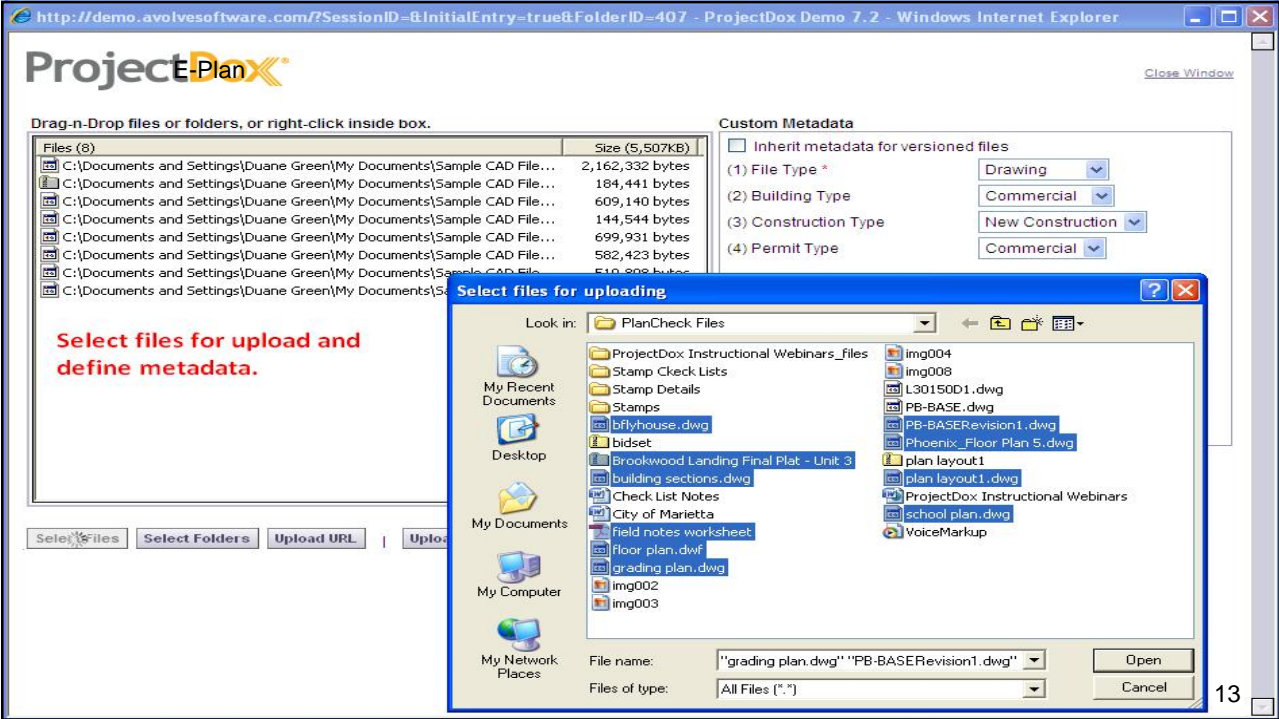 http://demo.avolvesoftware.com/?SessionID=&InitialEntry=true&FolderID=407 - ProjectDox Demo 7.2 - Windows Internet Explorer
ProjectDox E-Plan
Close Window
Drag-n-Drop files or folders, or right-click inside box.
Files (8) Size (5,507KB)
C:\Documents and Settings\Duane Green\My Documents\Sample CAD File... 2,162,332 bytes
C:\Documents and Settings\Duane Green\My Documents\Sample CAD File... 184,441 bytes
C:\Documents and Settings\Duane Green\My Documents\Sample CAD File... 609,140 bytes
C:\Documents and Settings\Duane Green\My Documents\Sample CAD File... 144,544 bytes
C:\Documents and Settings\Duane Green\My Documents\Sample CAD File... 699,931 bytes
C:\Documents and Settings\Duane Green\My Documents\Sample CAD File... 582,423 bytes
C:\Documents and Settings\Duane Green\My Documents\Sample CAD File
C:\Documents and Settings\Duane Green\My Documents\Sa
Select files for upload and
define metadata.
Select Folders
Upload URL
|
Custom Metadata
Inherit metadata for versioned files
(1) File Type * Drawing
(2) Building Type Commercial
(3) Construction Type New Construction
(4) Permit Type Commercial
Select files for uploading
Look in: PlanCheck Files
My Recent
Documents
Desktop
My Documents
My Computer
My Network
Places
ProjectDox Instructional Webinars_files
Stamp Ckeck Lists
Stamp Details
Stamps
bflyhouse.dwg
bidset
Brookwood Landing Final Plat - Unit 3
building sections.dwg
Check List Notes
City of Marietta
field notes worksheet
floor plan.dwf
grading plan.dwg
img002
img003
img004
img008
L30150D1.dwg
PB-BASE.dwg
PB-BASERevision1.dwg
Phoenix_Floor Plan 5.dwg
plan layout1
plan layout1.dwg
ProjectDox Instructional Webinars
school plan.dwg
VoiceMarkup
File name: "grading plan.dwg" "PB-BASERevision1.dwg"
Open
Files of type: All Files (*.*)
Cancel
13